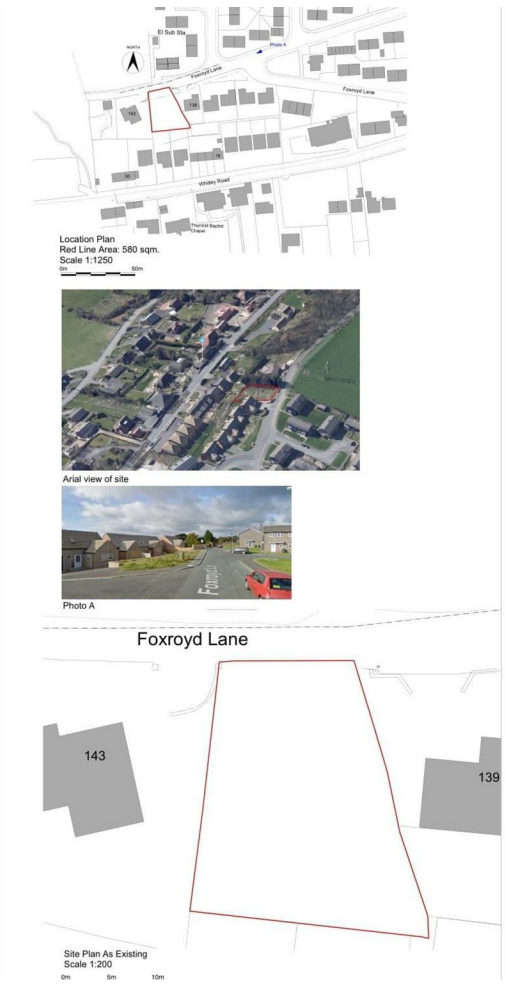 El Sub Sta
NORTH
Photo A
Foxroyd Lane
Foxroyd Lane
139
143
Whitley Road
Thornhill Baptist
Chapel
Location Plan
Red Line Area: 580 sqm.
Scale 1:1250
0m 50m
Arial view of site
Foxroyd Ln
Photo A
Foxroyd Lane
143
139
Site Plan As Existing
Scale 1:200
0m 5m 10m